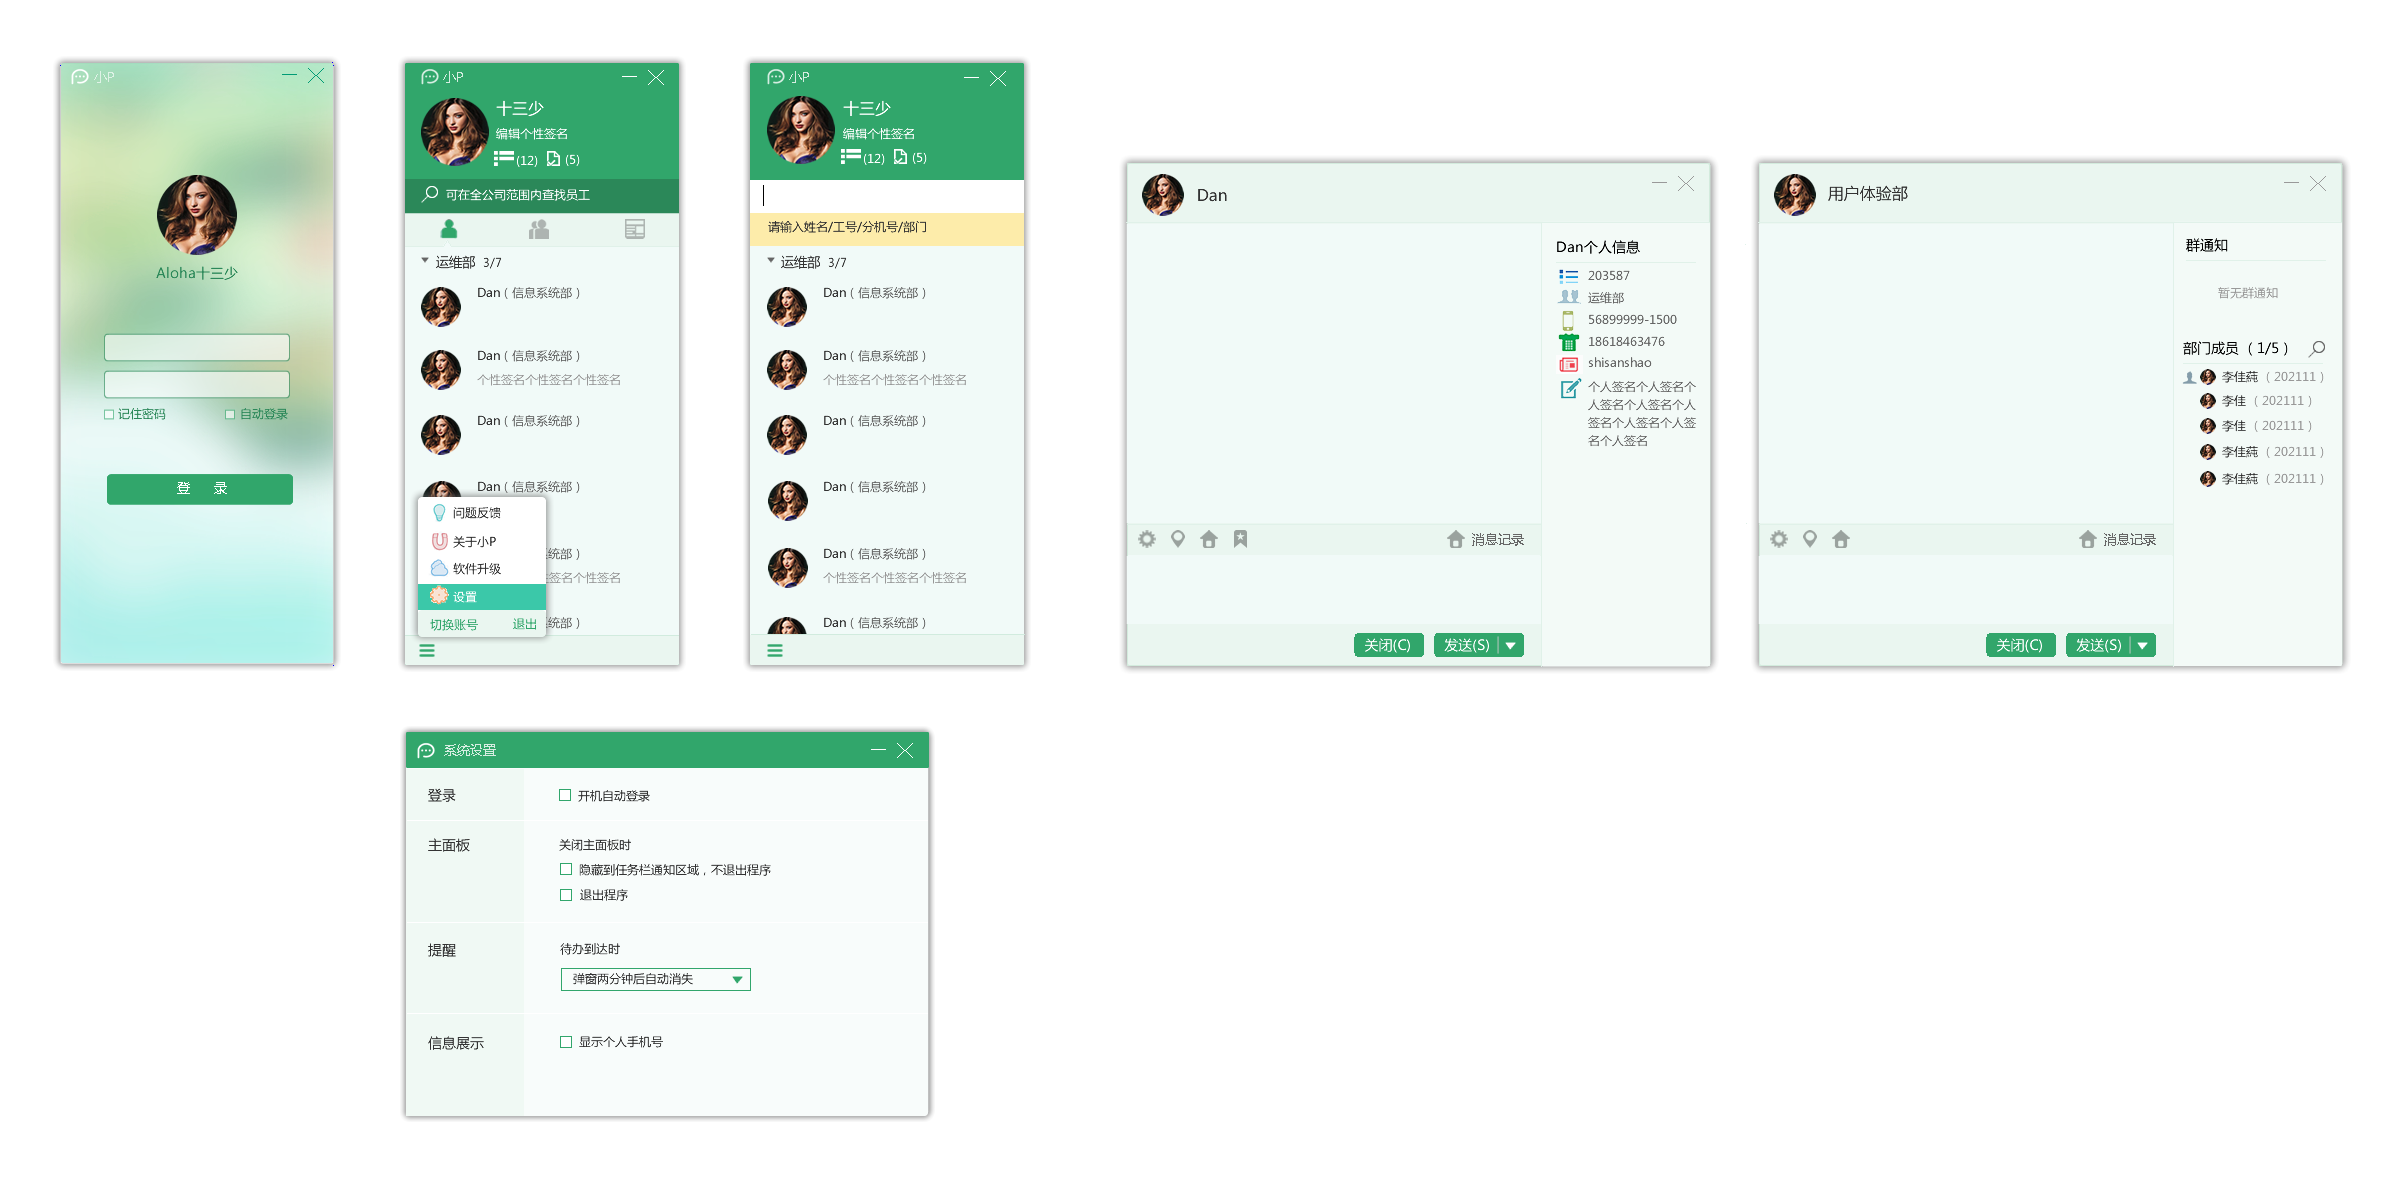 小P
Aloha十三少
记住密码 自动登录
登 录
小P
十三少
编辑个性签名
(12) (5)
可在全公司范围内查找员工
运维部 3/7
Dan（信息系统部）
Dan（信息系统部）
个性签名个性签名个性签名
Dan（信息系统部）
Dan（信息系统部）
统部）
签名个性签名
统部）
问题反馈
关于小P
软件升级
设置
切换账号 退出
小P
十三少
编辑个性签名
(12) (5)
请输入姓名/工号/分机号/部门
运维部 3/7
Dan（信息系统部）
Dan（信息系统部）
个性签名个性签名个性签名
Dan（信息系统部）
Dan（信息系统部）
Dan（信息系统部）
个性签名个性签名个性签名
Dan（信息系统部）
Dan
Dan个人信息
203587
运维部
56899999-1500
18618463476
shisanshao
个人签名个人签名个
人签名个人签名个人
签名个人签名个人签
名个人签名
消息记录
关闭(C) 发送(S)
用户体验部
群通知
暂无群通知
部门成员（1/5）
李佳莼（202111）
李佳（202111）
李佳（202111）
李佳莼（202111）
李佳莼（202111）
消息记录
关闭(C) 发送(S)
系统设置
登录 开机自动登录
主面板 关闭主面板时
隐藏到任务栏通知区域，不退出程序
退出程序
提醒 待办到达时
弹窗两分钟后自动消失
信息展示 显示个人手机号